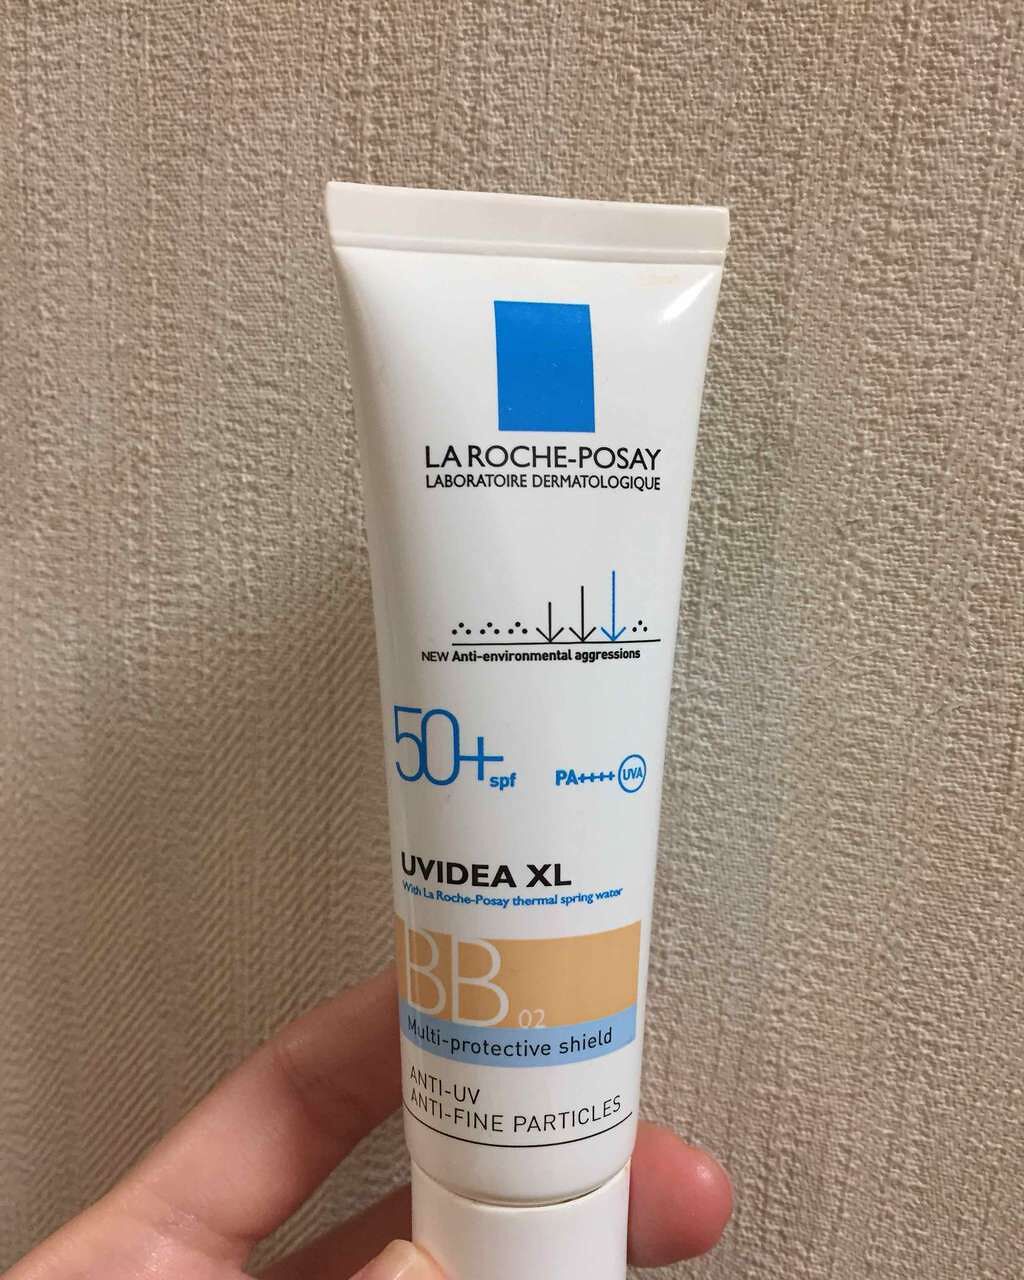 LA ROCHE-POSAY
LABORATOIRE DERMATOLOGIQUE
NEW Anti-environmental aggressions
50+ spf PA++++ UVA
UVIDEA XL
With La Roche-Posay thermal spring water
BB 02
Multi-protective shield
ANTI-UV
ANTI-FINE PARTICLES